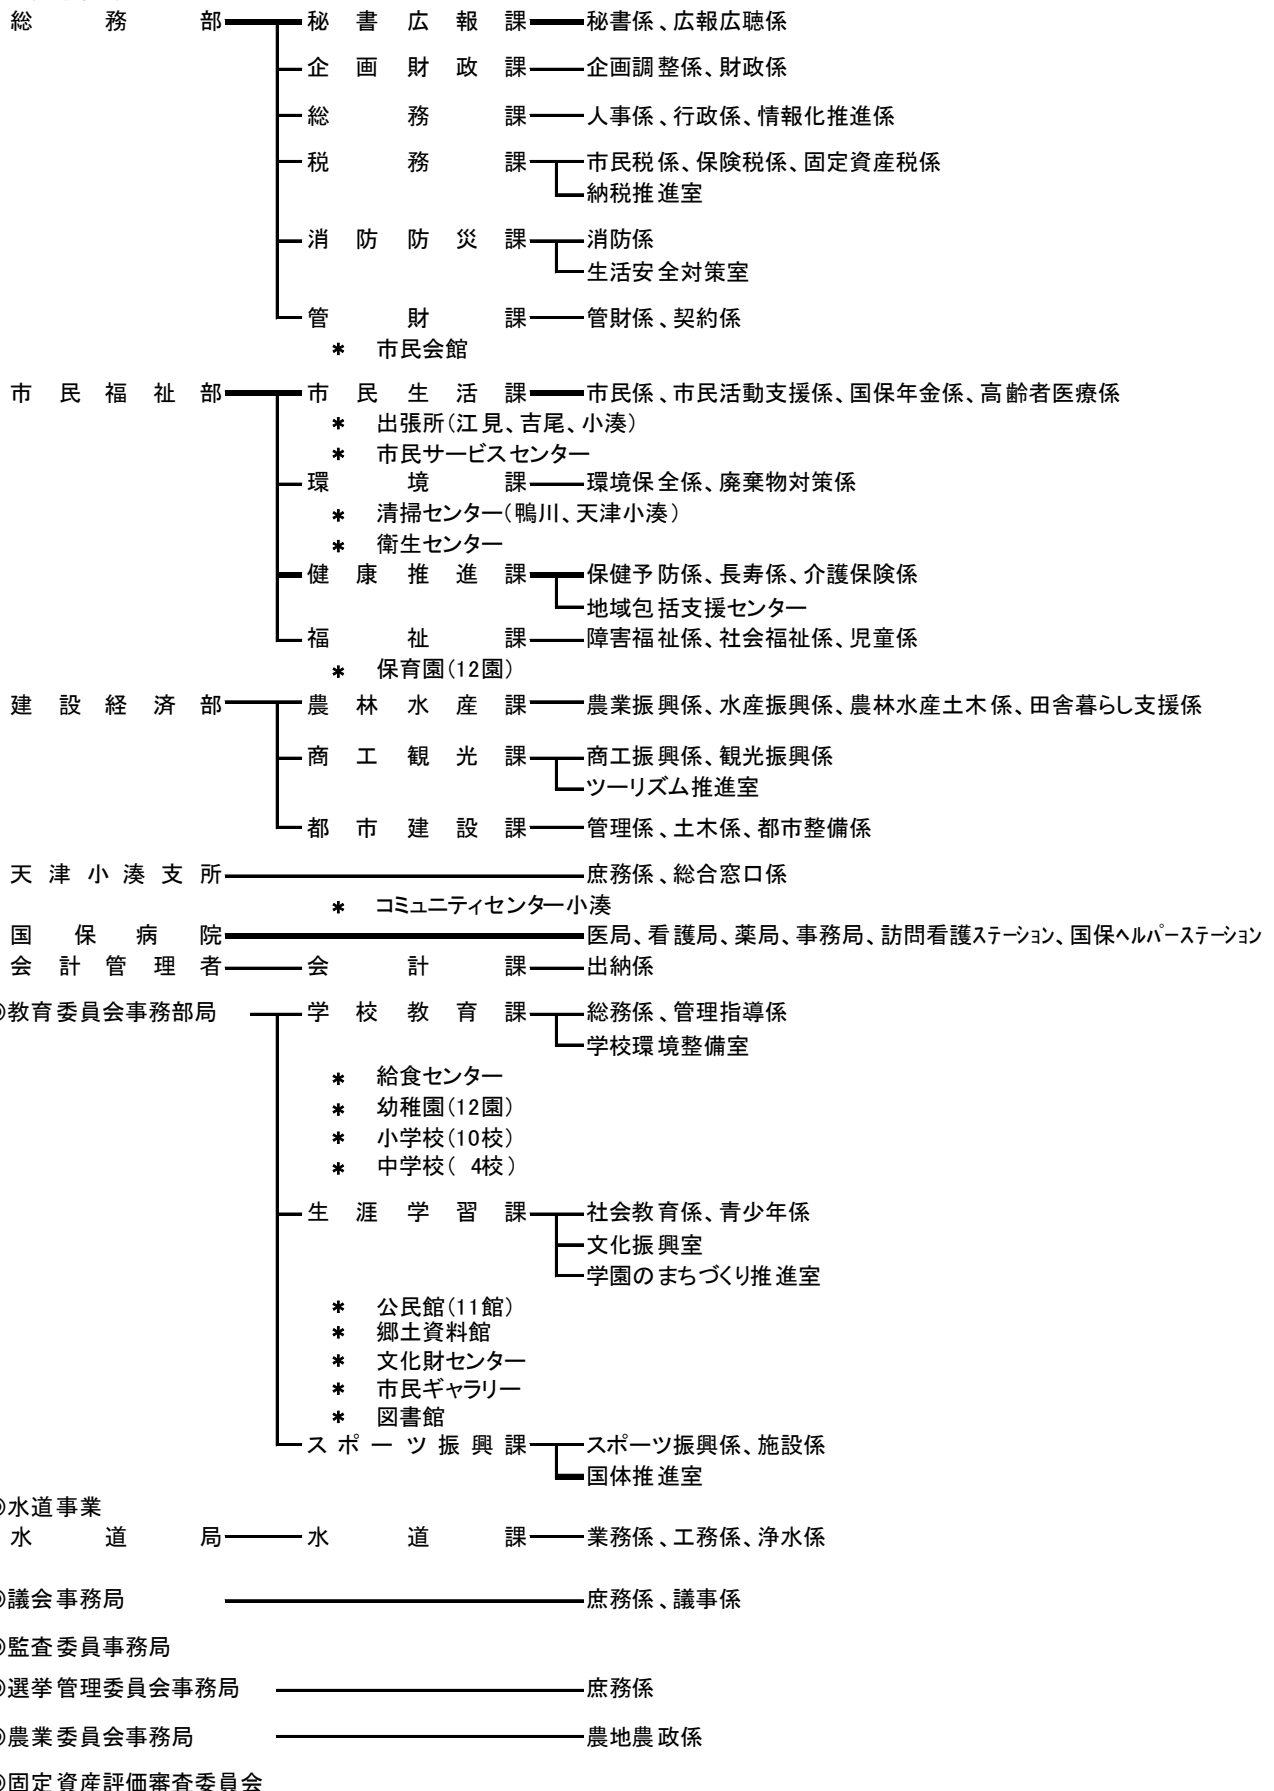 総務部 秘書広報課 秘書係、広報広聴係
企画財政課 企画調整係、財政係
総務課 人事係、行政係、情報化推進係
税務課 市民税係、保険税係、固定資産税係
納税推進室
消防防災課 消防係
生活安全対策室
管財課 管財係、契約係
* 市民会館
市民福祉部 市民生活課 市民係、市民活動支援係、国保年金係、高齢者医療係
* 出張所(江見、吉尾、小湊)
* 市民サービスセンター
環境課 環境保全係、廃棄物対策係
* 清掃センター(鴨川、天津小湊)
* 衛生センター
健康推進課 保健予防係、長寿係、介護保険係
地域包括支援センター
福祉課 障害福祉係、社会福祉係、児童係
* 保育園(12園)
建設経済部 農林水産課 農業振興係、水産振興係、農林水産土木係、田舎暮らし支援係
商工観光課 商工振興係、観光振興係
ツーリズム推進室
都市建設課 管理係、土木係、都市整備係
天津小湊支所 庶務係、総合窓口係
* コミュニティセンター小湊
国保病院 医局、看護局、薬局、事務局、訪問看護ステーション、国保ヘルパーステーション
会計管理者 会計課 出納係
◎教育委員会事務部局 学校教育課 総務係、管理指導係
学校環境整備室
* 給食センター
* 幼稚園(12園)
* 小学校(10校)
* 中学校( 4校)
生涯学習課 社会教育係、青少年係
文化振興室
学園のまちづくり推進室
* 公民館(11館)
* 郷土資料館
* 文化財センター
* 市民ギャラリー
* 図書館
スポーツ振興課 スポーツ振興係、施設係
国体推進室
◎水道事業
水道局 水道課 業務係、工務係、浄水係
◎議会事務局 庶務係、議事係
◎監査委員事務局
◎選挙管理委員会事務局 庶務係
◎農業委員会事務局 農地農政係
◎固定資産評価審査委員会